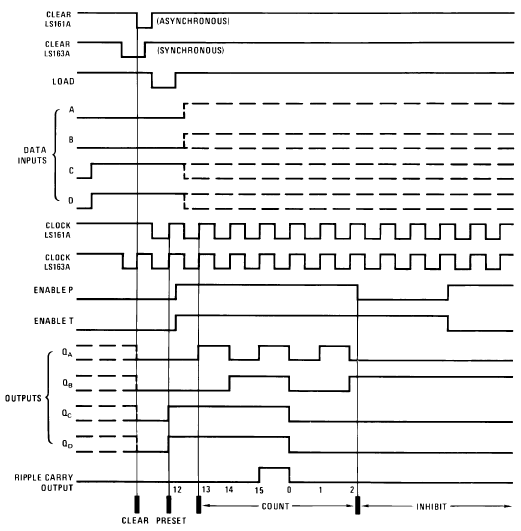 CLEAR
LS161A
(ASYNCHRONOUS)
CLEAR
LS163A
(SYNCHRONOUS)
LOAD
A
B
DATA
INPUTS
C
D
CLOCK
LS161A
CLOCK
LS163A
ENABLE P
ENABLE T
QA
QB
OUTPUTS
QC
QD
RIPPLE CARRY
OUTPUT
12 13 14 15 0 1 2
COUNT
INHIBIT
CLEAR PRESET